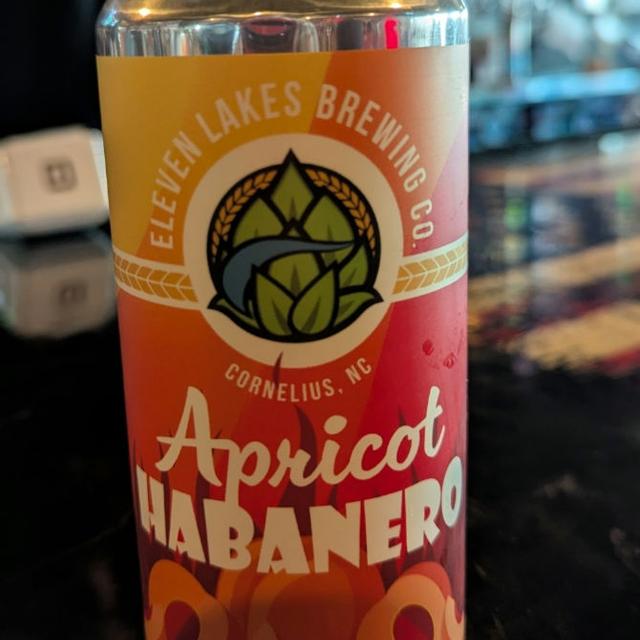 ELEVEN LAKES BREWING CO.
CORNELIUS, NC
Apricot
HABANERO